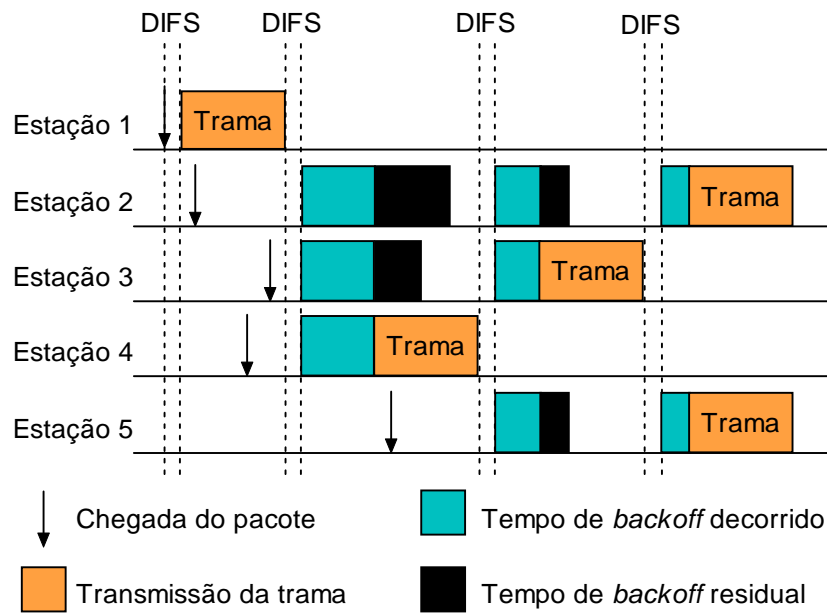 DIFS DIFS DIFS DIFS
Estação 1 Trama
Estação 2 Trama
Estação 3 Trama
Estação 4 Trama
Estação 5 Trama
Chegada do pacote Tempo de backoff decorrido
Transmissão da trama Tempo de backoff residual